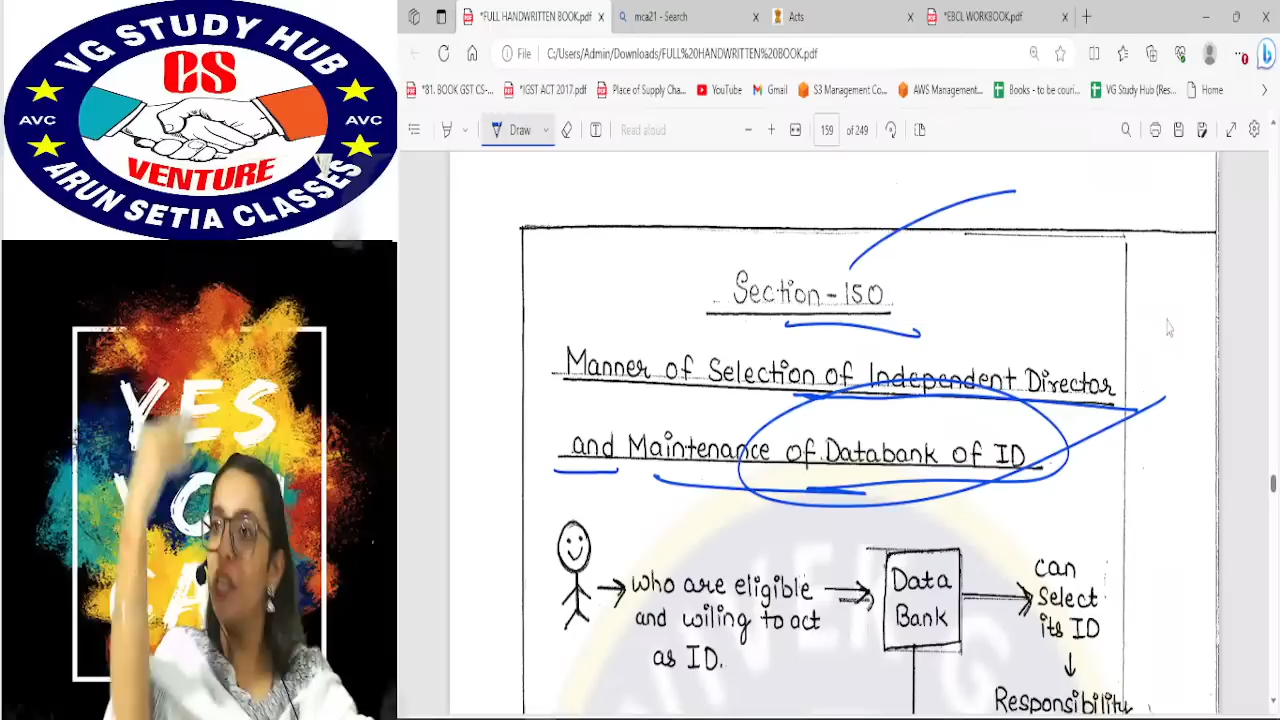 VG STUDY HUB
CS
AVC
AVC
VENTURE
ARUN SETIA CLASSES
YES
YO
CA
*FULL HANDWRITTEN BOOK.pdf
mca21 - Search
Acts
*EBCL WORKBOOK.pdf
File
C:/Users/Admin/Downloads/FULL%20HANDWRITTEN%20BOOK.pdf
*81. BOOK GST CS-...
*IGST ACT 2017.pdf
Place of Supply Cha...
YouTube
Gmail
S3 Management Co...
AWS Management...
Books - to be couri...
VG Study Hub (Res...
Home
Draw
Read aloud
159
of 249
Section - 150
Manner of Selection of Independent Director
and Maintenance of Databank of ID
who are eligible
and wiling to act
as ID.
Data
Bank
can
Select
its ID
Responsibility